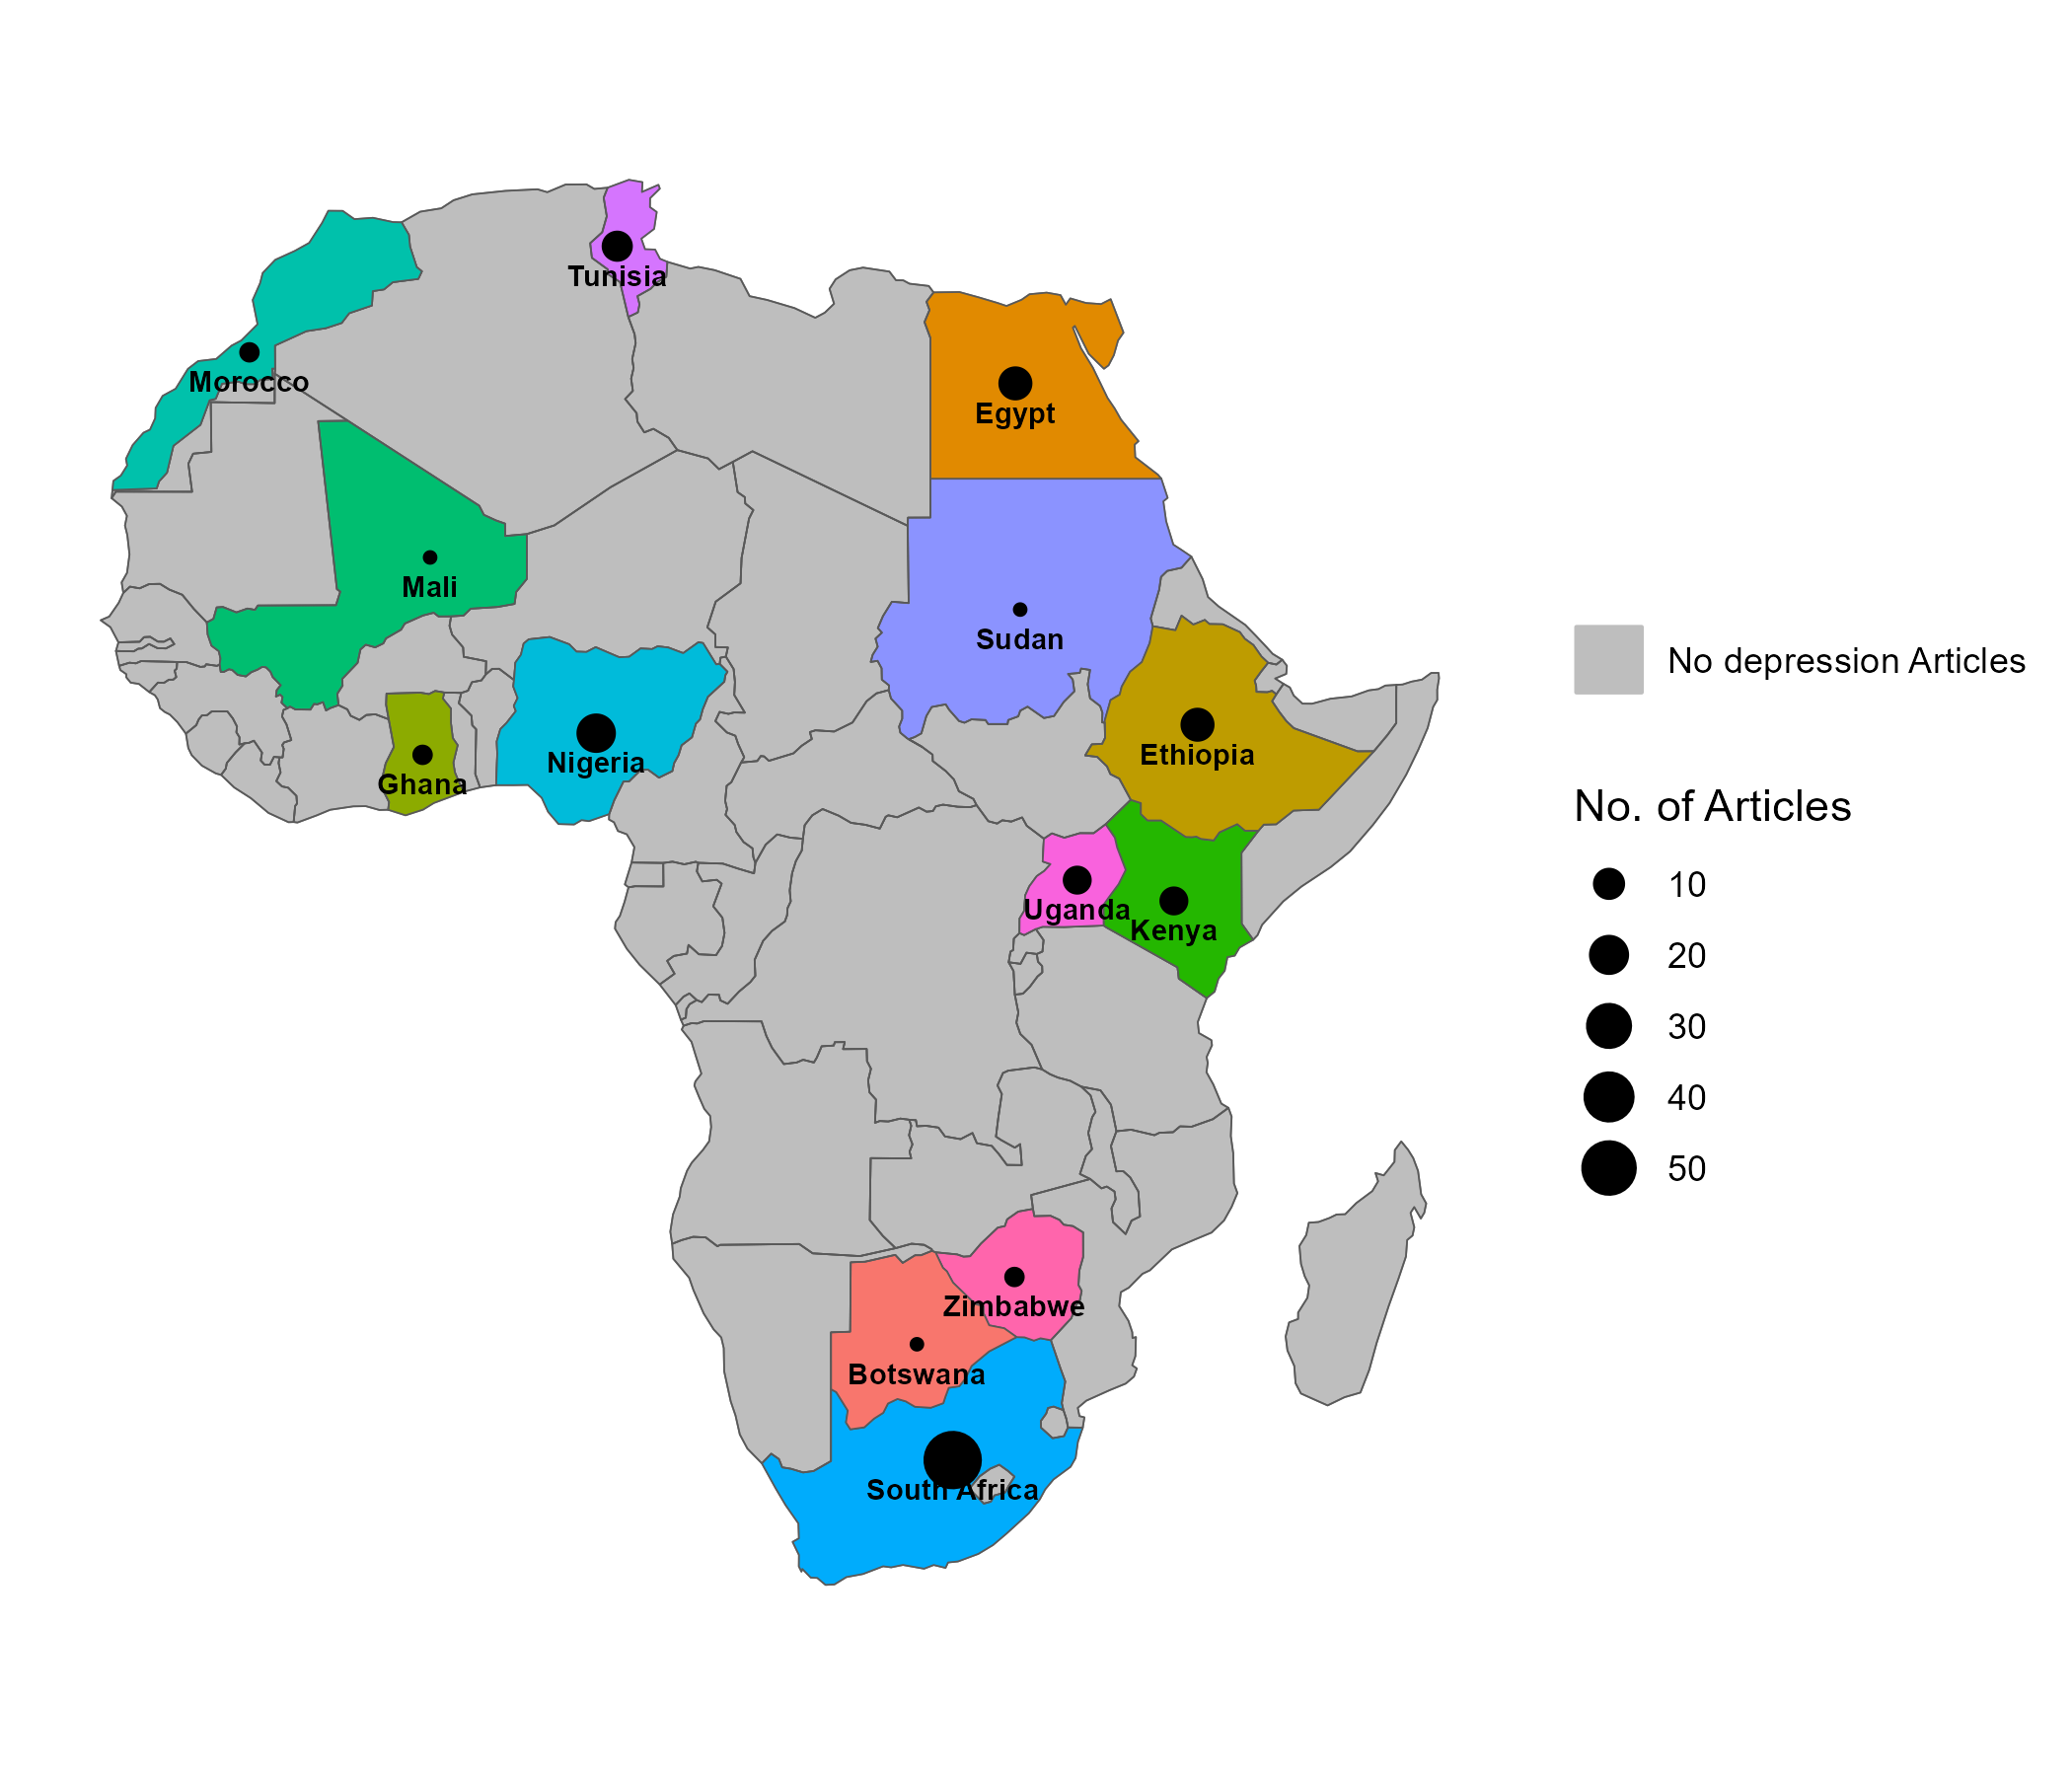 Tunisia
Morocco
Egypt
Mali
Sudan
No depression Articles
Nigeria
Ethiopia
Ghana
No. of Articles
10
Uganda
Kenya
20
30
40
50
Zimbabwe
Botswana
South Africa